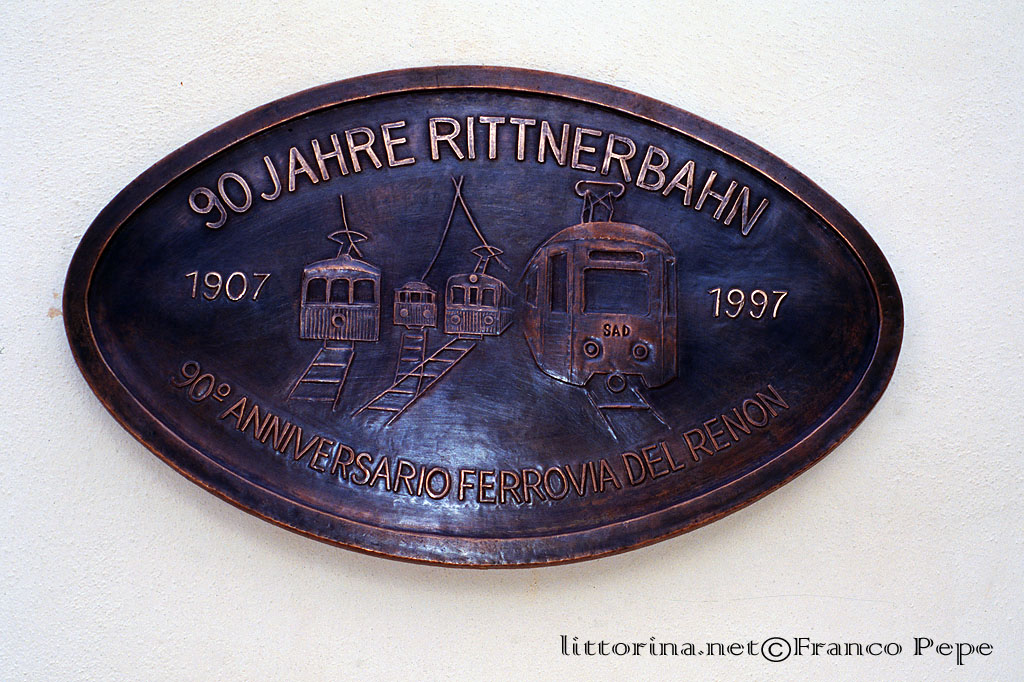 90 JAHRE RITTNERBAHN
1907
1997
SAD
90º ANNIVERSARIO FERROVIA DEL RENON
littorina.net©Franco Pepe